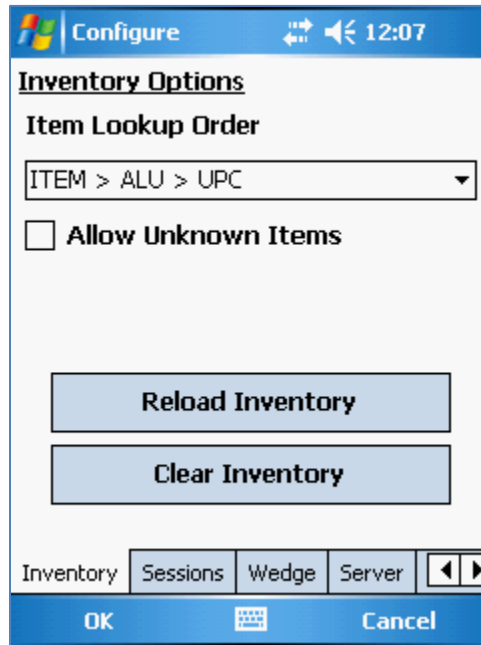 Configure 12:07
Inventory Options
Item Lookup Order
ITEM > ALU > UPC
Allow Unknown Items
Reload Inventory
Clear Inventory
Inventory Sessions Wedge Server
OK Cancel